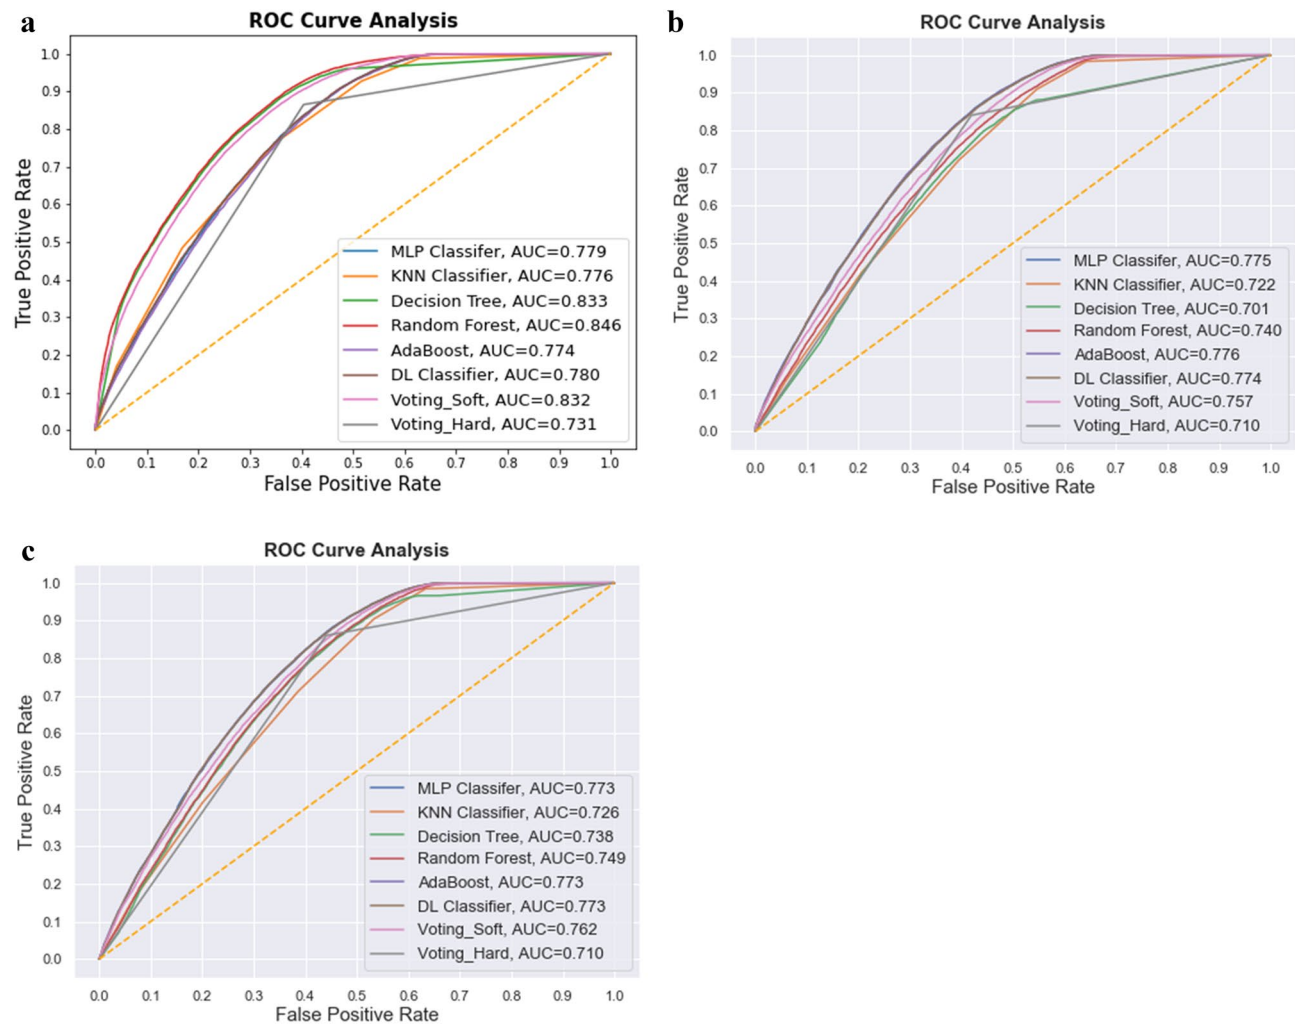 a
ROC Curve Analysis
True Positive Rate
1.0
0.9
0.8
0.7
0.6
0.5
0.4
0.3
0.2
0.1
0.0
MLP Classifer, AUC=0.779
KNN Classifier, AUC=0.776
Decision Tree, AUC=0.833
Random Forest, AUC=0.846
AdaBoost, AUC=0.774
DL Classifier, AUC=0.780
Voting_Soft, AUC=0.832
Voting_Hard, AUC=0.731
0.0 0.1 0.2 0.3 0.4 0.5 0.6 0.7 0.8 0.9 1.0
False Positive Rate
b
ROC Curve Analysis
True Positive Rate
1.0
0.9
0.8
0.7
0.6
0.5
0.4
0.3
0.2
0.1
0.0
MLP Classifer, AUC=0.775
KNN Classifier, AUC=0.722
Decision Tree, AUC=0.701
Random Forest, AUC=0.740
AdaBoost, AUC=0.776
DL Classifier, AUC=0.774
Voting_Soft, AUC=0.757
Voting_Hard, AUC=0.710
0.0 0.1 0.2 0.3 0.4 0.5 0.6 0.7 0.8 0.9 1.0
False Positive Rate
c
ROC Curve Analysis
True Positive Rate
1.0
0.9
0.8
0.7
0.6
0.5
0.4
0.3
0.2
0.1
0.0
MLP Classifer, AUC=0.773
KNN Classifier, AUC=0.726
Decision Tree, AUC=0.738
Random Forest, AUC=0.749
AdaBoost, AUC=0.773
DL Classifier, AUC=0.773
Voting_Soft, AUC=0.762
Voting_Hard, AUC=0.710
0.0 0.1 0.2 0.3 0.4 0.5 0.6 0.7 0.8 0.9 1.0
False Positive Rate